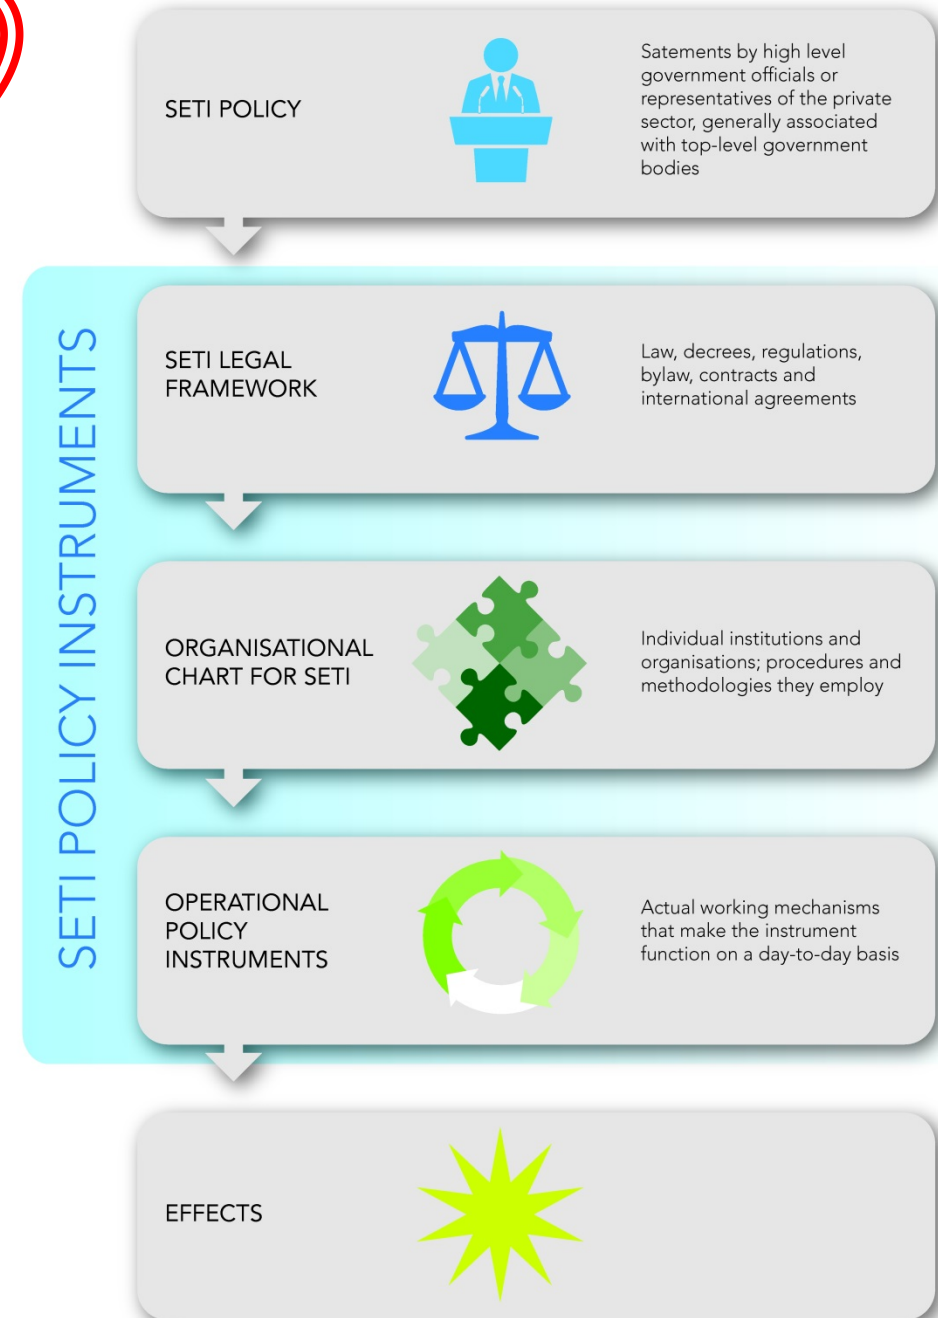 SETI POLICY
Satements by high level
government officials or
representatives of the private
sector, generally associated
with top-level government
bodies
SETI POLICY INSTRUMENTS
SETI LEGAL
FRAMEWORK
Law, decrees, regulations,
bylaw, contracts and
international agreements
ORGANISATIONAL
CHART FOR SETI
Individual institutions and
organisations; procedures and
methodologies they employ
OPERATIONAL
POLICY
INSTRUMENTS
Actual working mechanisms
that make the instrument
function on a day-to-day basis
EFFECTS